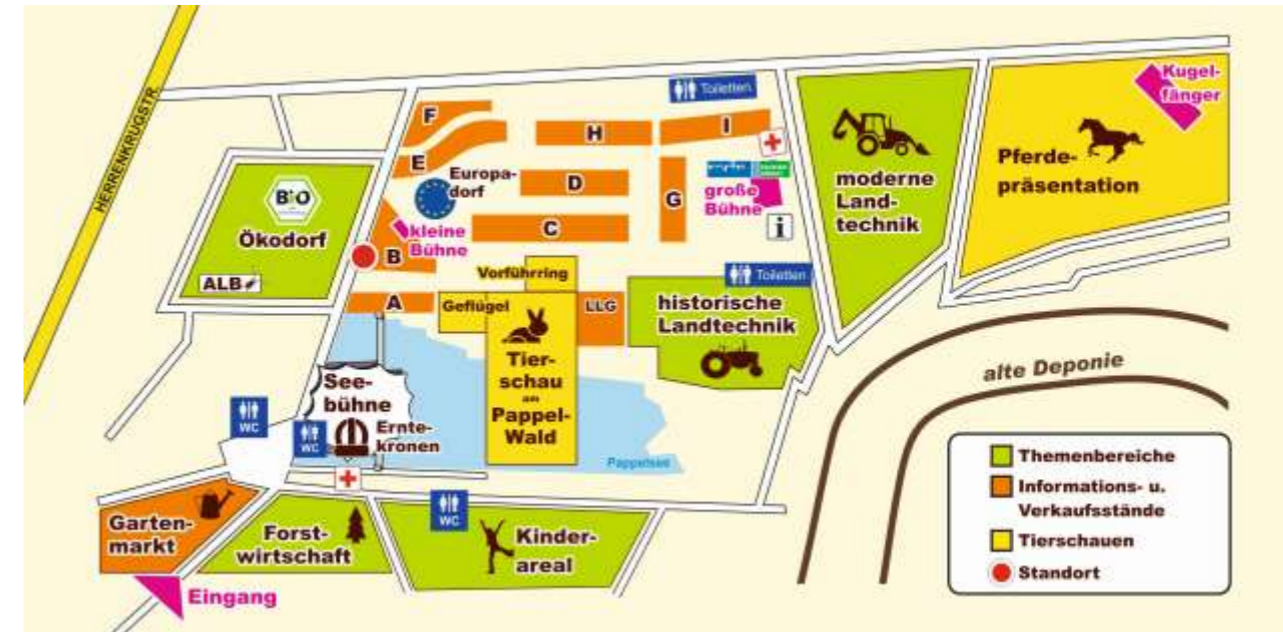 HERRENKRUGSTR.
F
E
H
I
Toiletten
Kugel-
fänger
Pferde-
präsentation
moderne
Land-
technik
Europa-
dorf
D
G
große
Bühne
i
BiO
Ökodorf
ALB
kleine
Bühne
B
C
Vorführring
Toiletten
A
Geflügel
LLG
historische
Landtechnik
Tier-
schau
am
Pappel-
Wald
See-
bühne
Ernte-
kronen
WC
WC
Pappelsee
alte Deponie
Garten-
markt
Forst-
wirtschaft
WC
Kinder-
areal
Eingang
Themenbereiche
Informations- u.
Verkaufsstände
Tierschauen
Standort